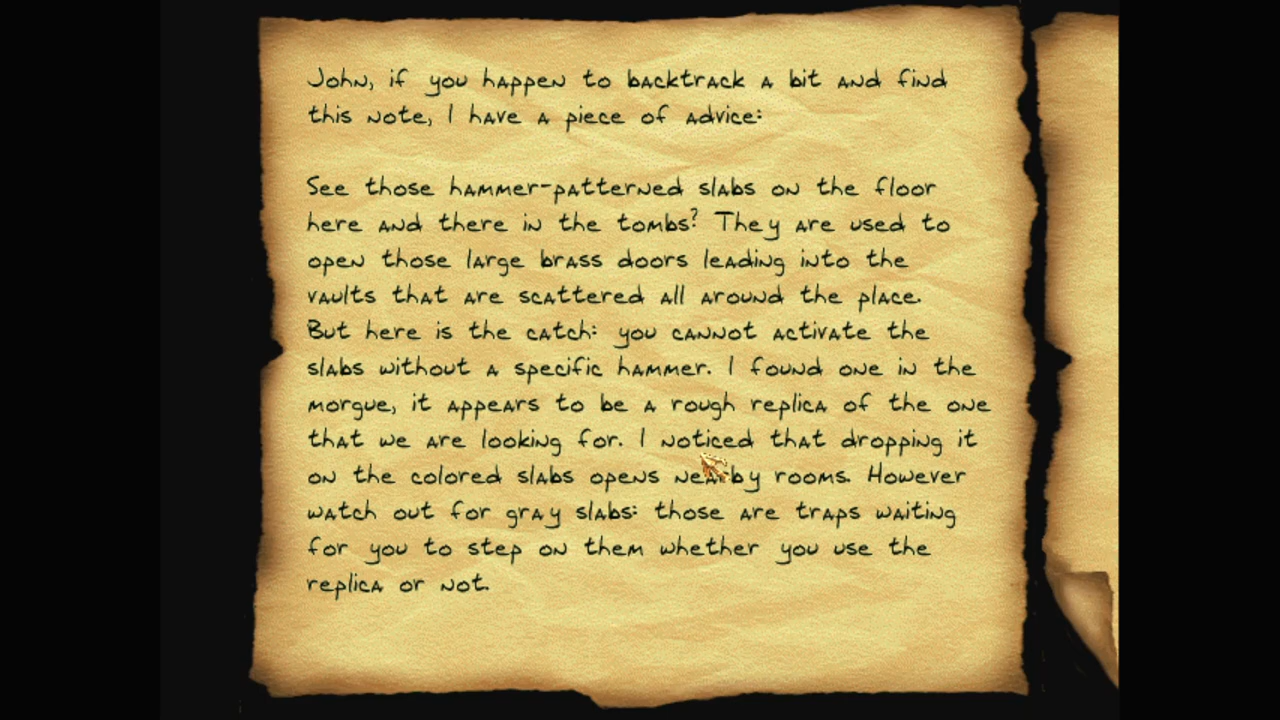 John, if you happen to backtrack a bit and find
this note, I have a piece of advice:
See those hammer-patterned slabs on the floor
here and there in the tombs? They are used to
open those large brass doors leading into the
vaults that are scattered all around the place.
But here is the catch: you cannot activate the
slabs without a specific hammer. I found one in the
morgue, it appears to be a rough replica of the one
that we are looking for. I noticed that dropping it
on the colored slabs opens nearby rooms. However
watch out for gray slabs: those are traps waiting
for you to step on them whether you use the
replica or not.